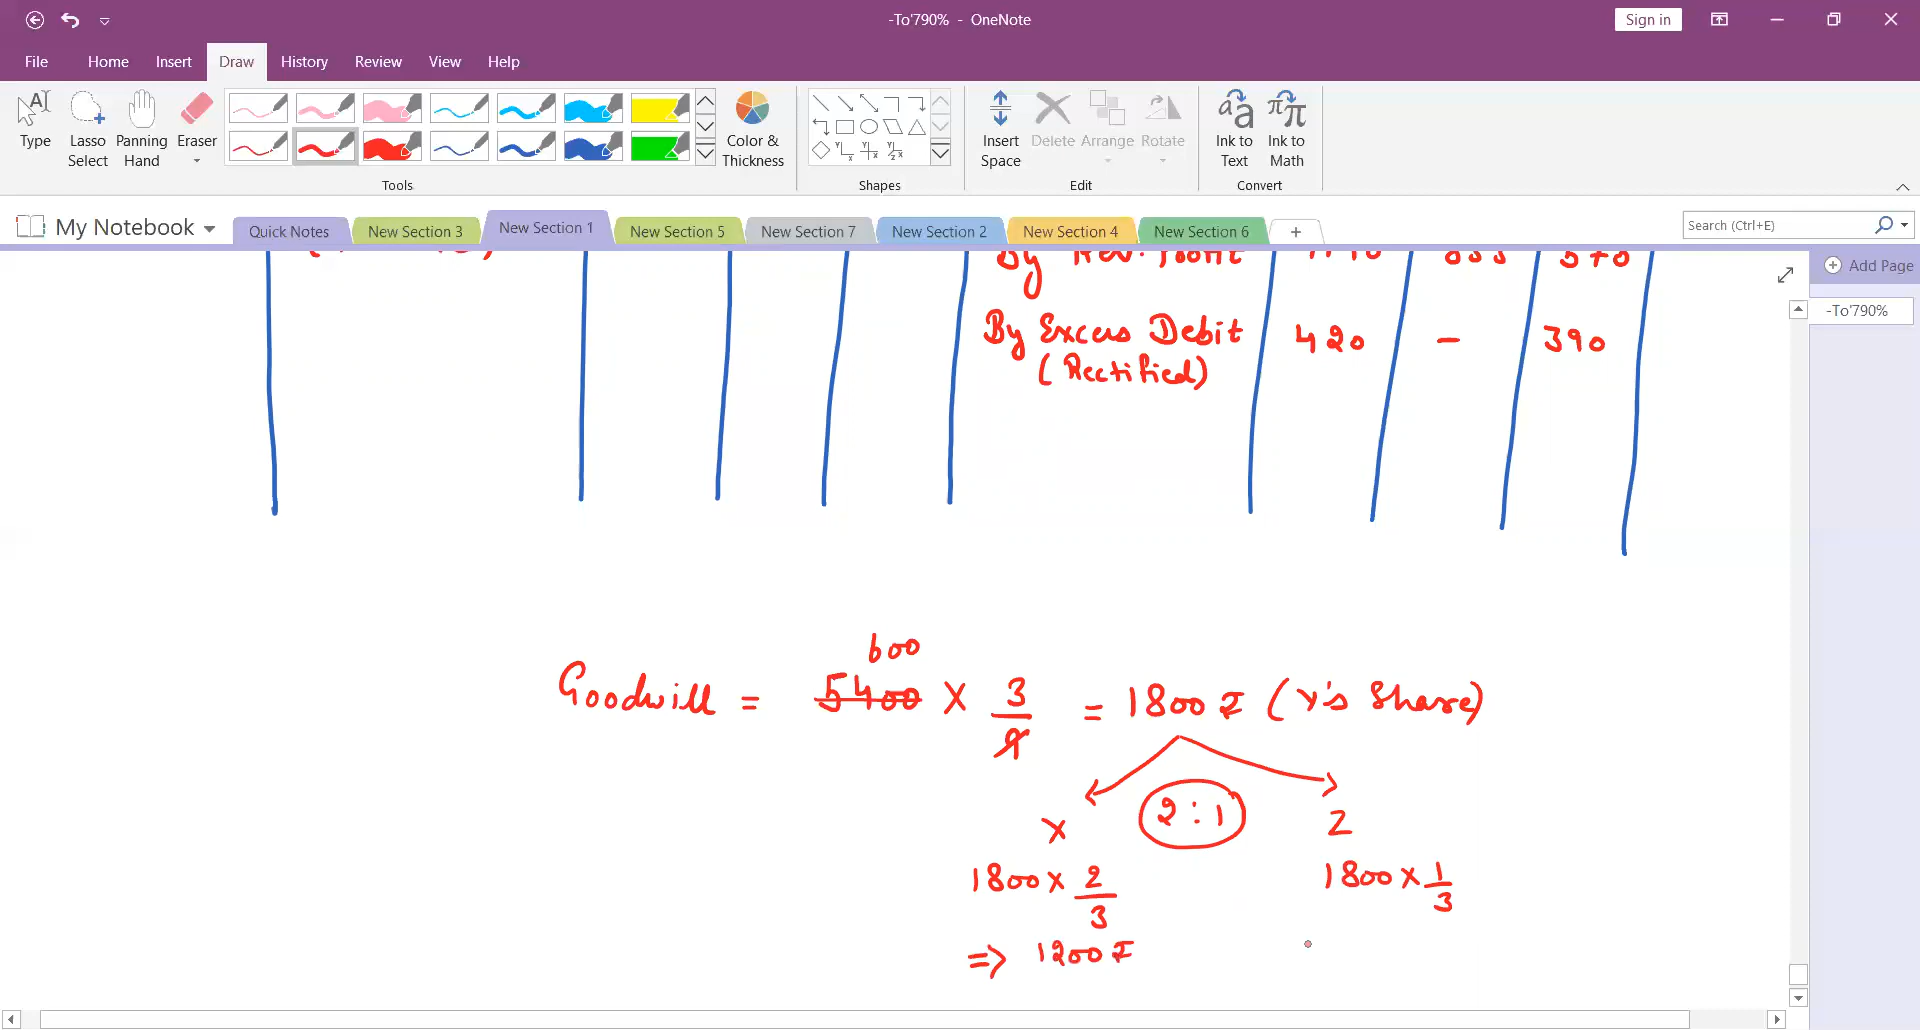 -To'790% - OneNote
Sign in
File Home Insert Draw History Review View Help
Type
Lasso Select
Panning Hand
Eraser
Color & Thickness
Insert Space
Delete
Arrange
Rotate
Ink to Text
Ink to Math
Tools
Shapes
Edit
Convert
My Notebook
Quick Notes
New Section 3
New Section 1
New Section 5
New Section 7
New Section 2
New Section 4
New Section 6
+
Search (Ctrl+E)
Add Page
-To'790%
By Rev. Profit 570
By Excess Debit 420 - 390
(Rectified)
600
Goodwill = 5400 X 3/9 = 1800 ₹ (Y's Share)
X 2:1 Z
1800 X 2/3 1800 X 1/3
=> 1200 ₹